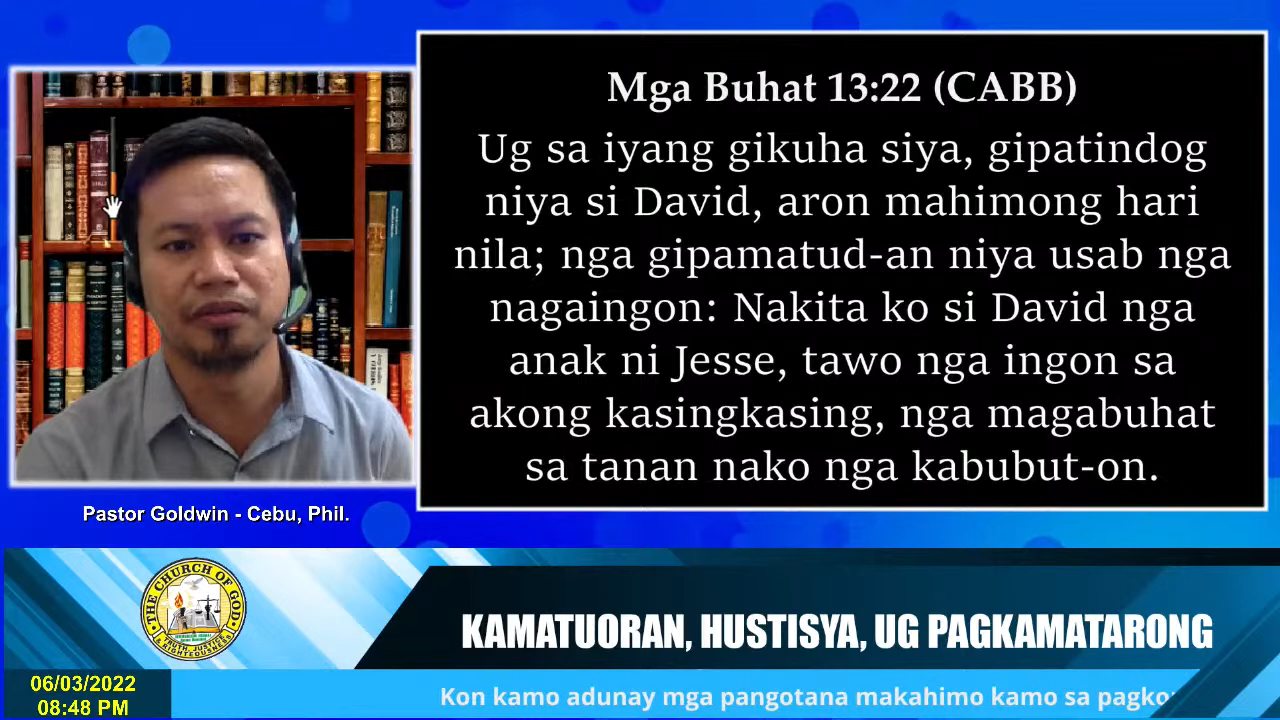 Mga Buhat 13:22 (CABB)
Ug sa iyang gikuha siya, gipatindog
niya si David, aron mahimong hari
nila; nga gipamatud-an niya usab nga
nagaingon: Nakita ko si David nga
anak ni Jesse, tawo nga ingon sa
akong kasingkasing, nga magabuhat
sa tanan nako nga kabubut-on.
Pastor Goldwin - Cebu, Phil.
THE CHURCH OF GOD
TRUTH, JUSTICE
& RIGHTEOUSNESS
KAMATUORAN, HUSTISYA, UG PAGKAMATARONG
06/03/2022
08:48 PM
Kon kamo adunay mga pangotana makahimo kamo sa